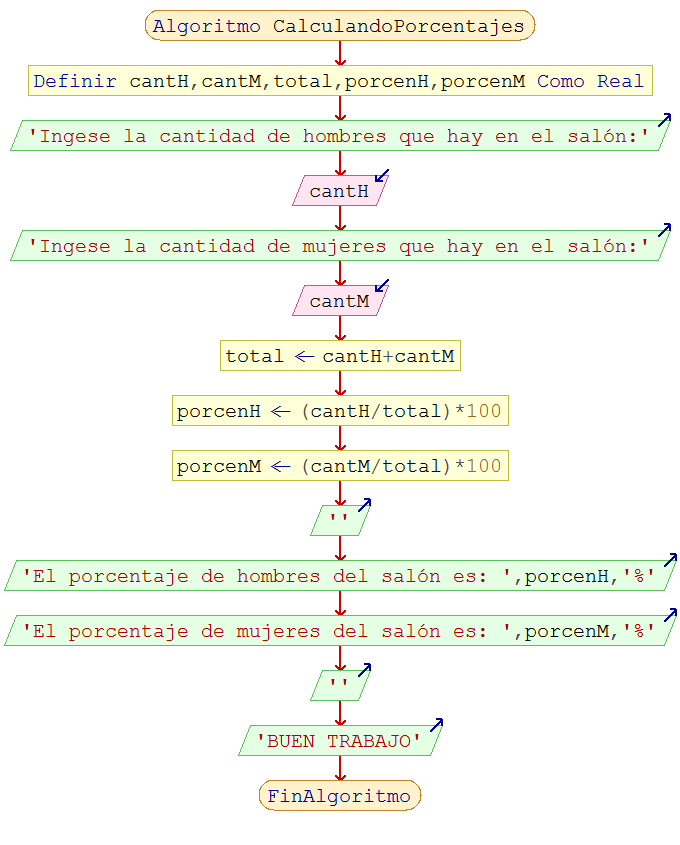 Algoritmo CalculandoPorcentajes
Definir cantH,cantM,total,porcenH,porcenM Como Real
'Ingese la cantidad de hombres que hay en el salón:'
cantH
'Ingese la cantidad de mujeres que hay en el salón:'
cantM
total ← cantH+cantM
porcenH ← (cantH/total)*100
porcenM ← (cantM/total)*100
''
'El porcentaje de hombres del salón es: ',porcenH,'%'
'El porcentaje de mujeres del salón es: ',porcenM,'%'
''
'BUEN TRABAJO'
FinAlgoritmo